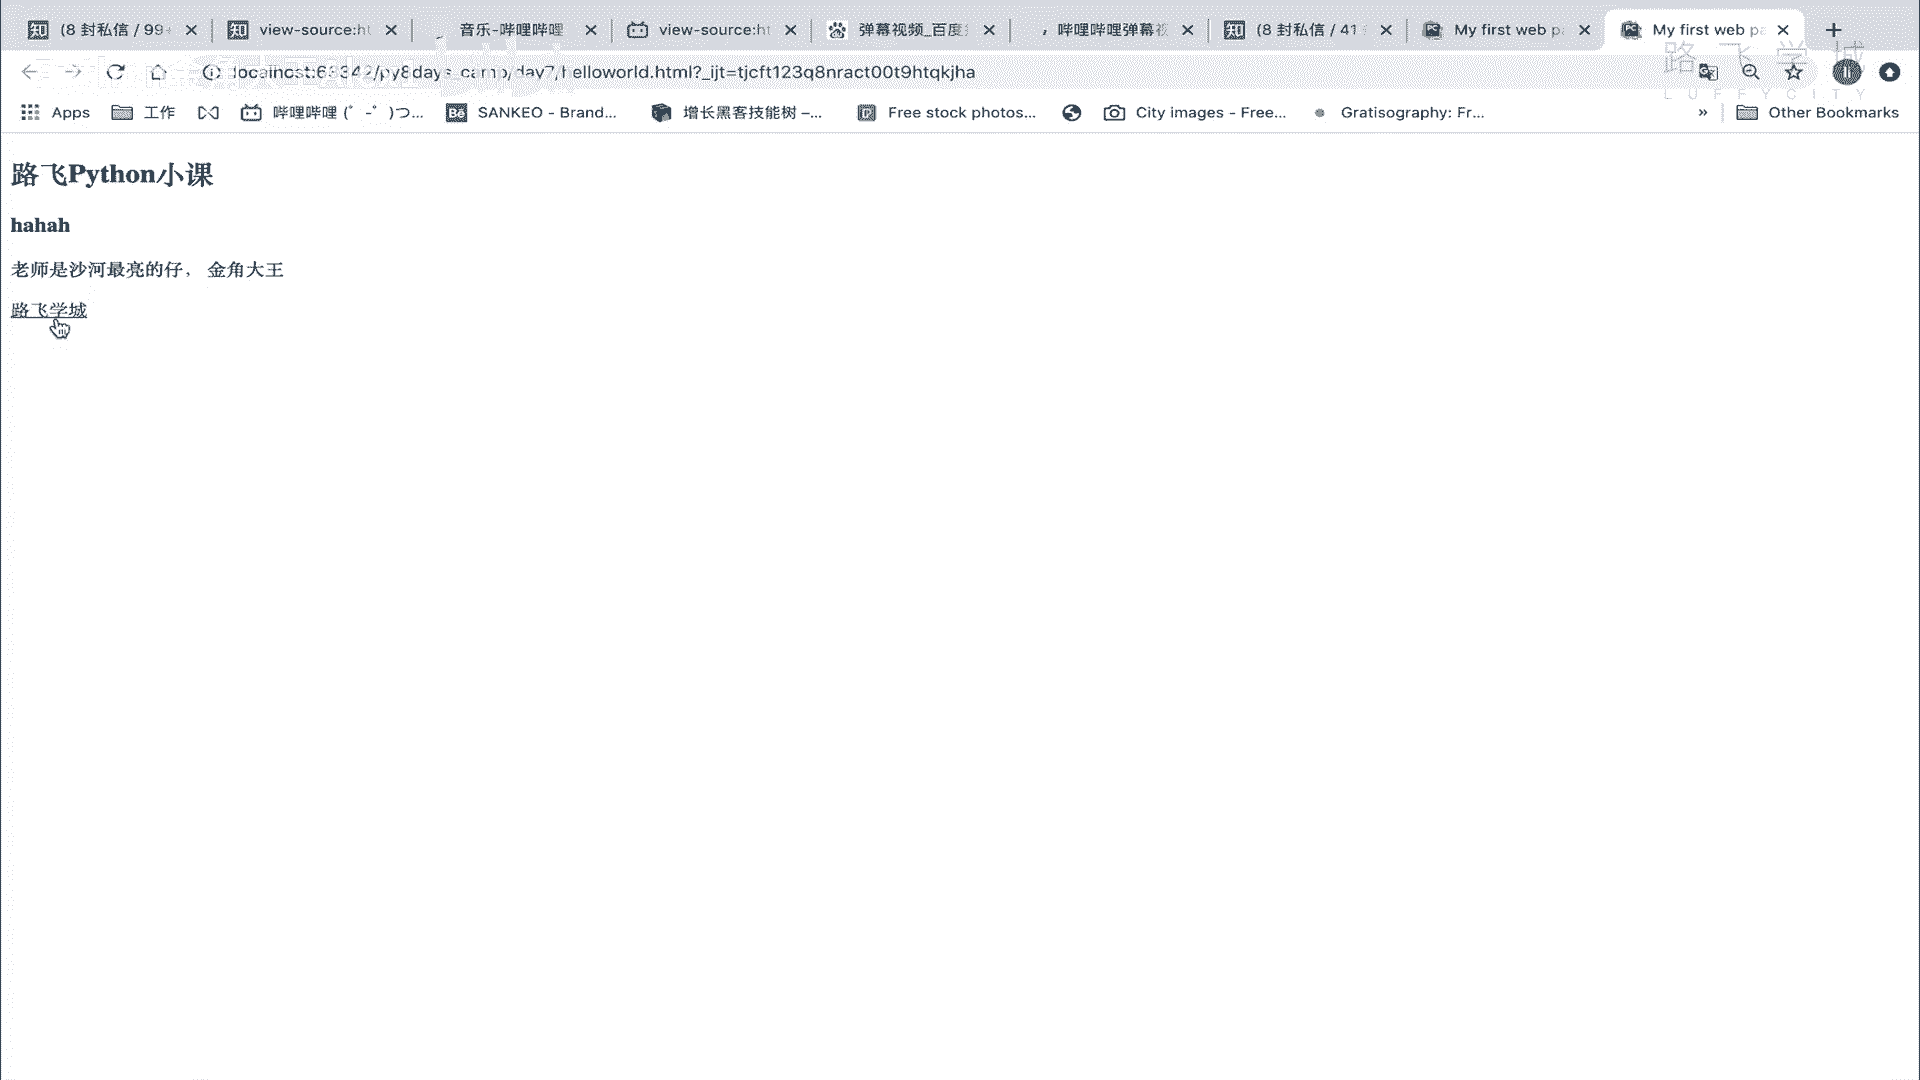 (8 封私信 / 99+
view-source:ht
音乐-哔哩哔哩
view-source:ht
弹幕视频_百度
哔哩哔哩弹幕视
(8 封私信 / 41
My first web p
My first web pa
路飞学城
LUFFYCITY
localhost:63342/py8days_camp/day7/helloworld.html?_ijt=tjcft123q8nract00t9htqkjha
Apps
工作
哔哩哔哩 (゜-゜)つ...
Bē SANKEO - Brand...
增长黑客技能树 –...
Free stock photos...
City images - Free...
Gratisography: Fr...
»
Other Bookmarks
路飞Python小课
hahah
老师是沙河最亮的仔， 金角大王
路飞学城